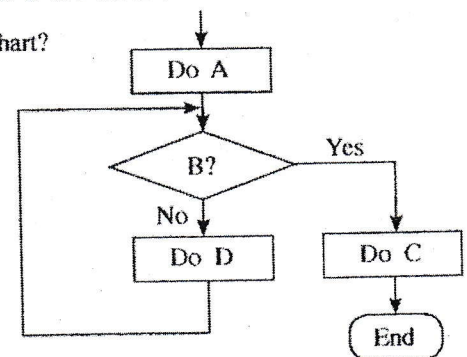 hart?
Do A
B?
Yes
No
Do D
Do C
End